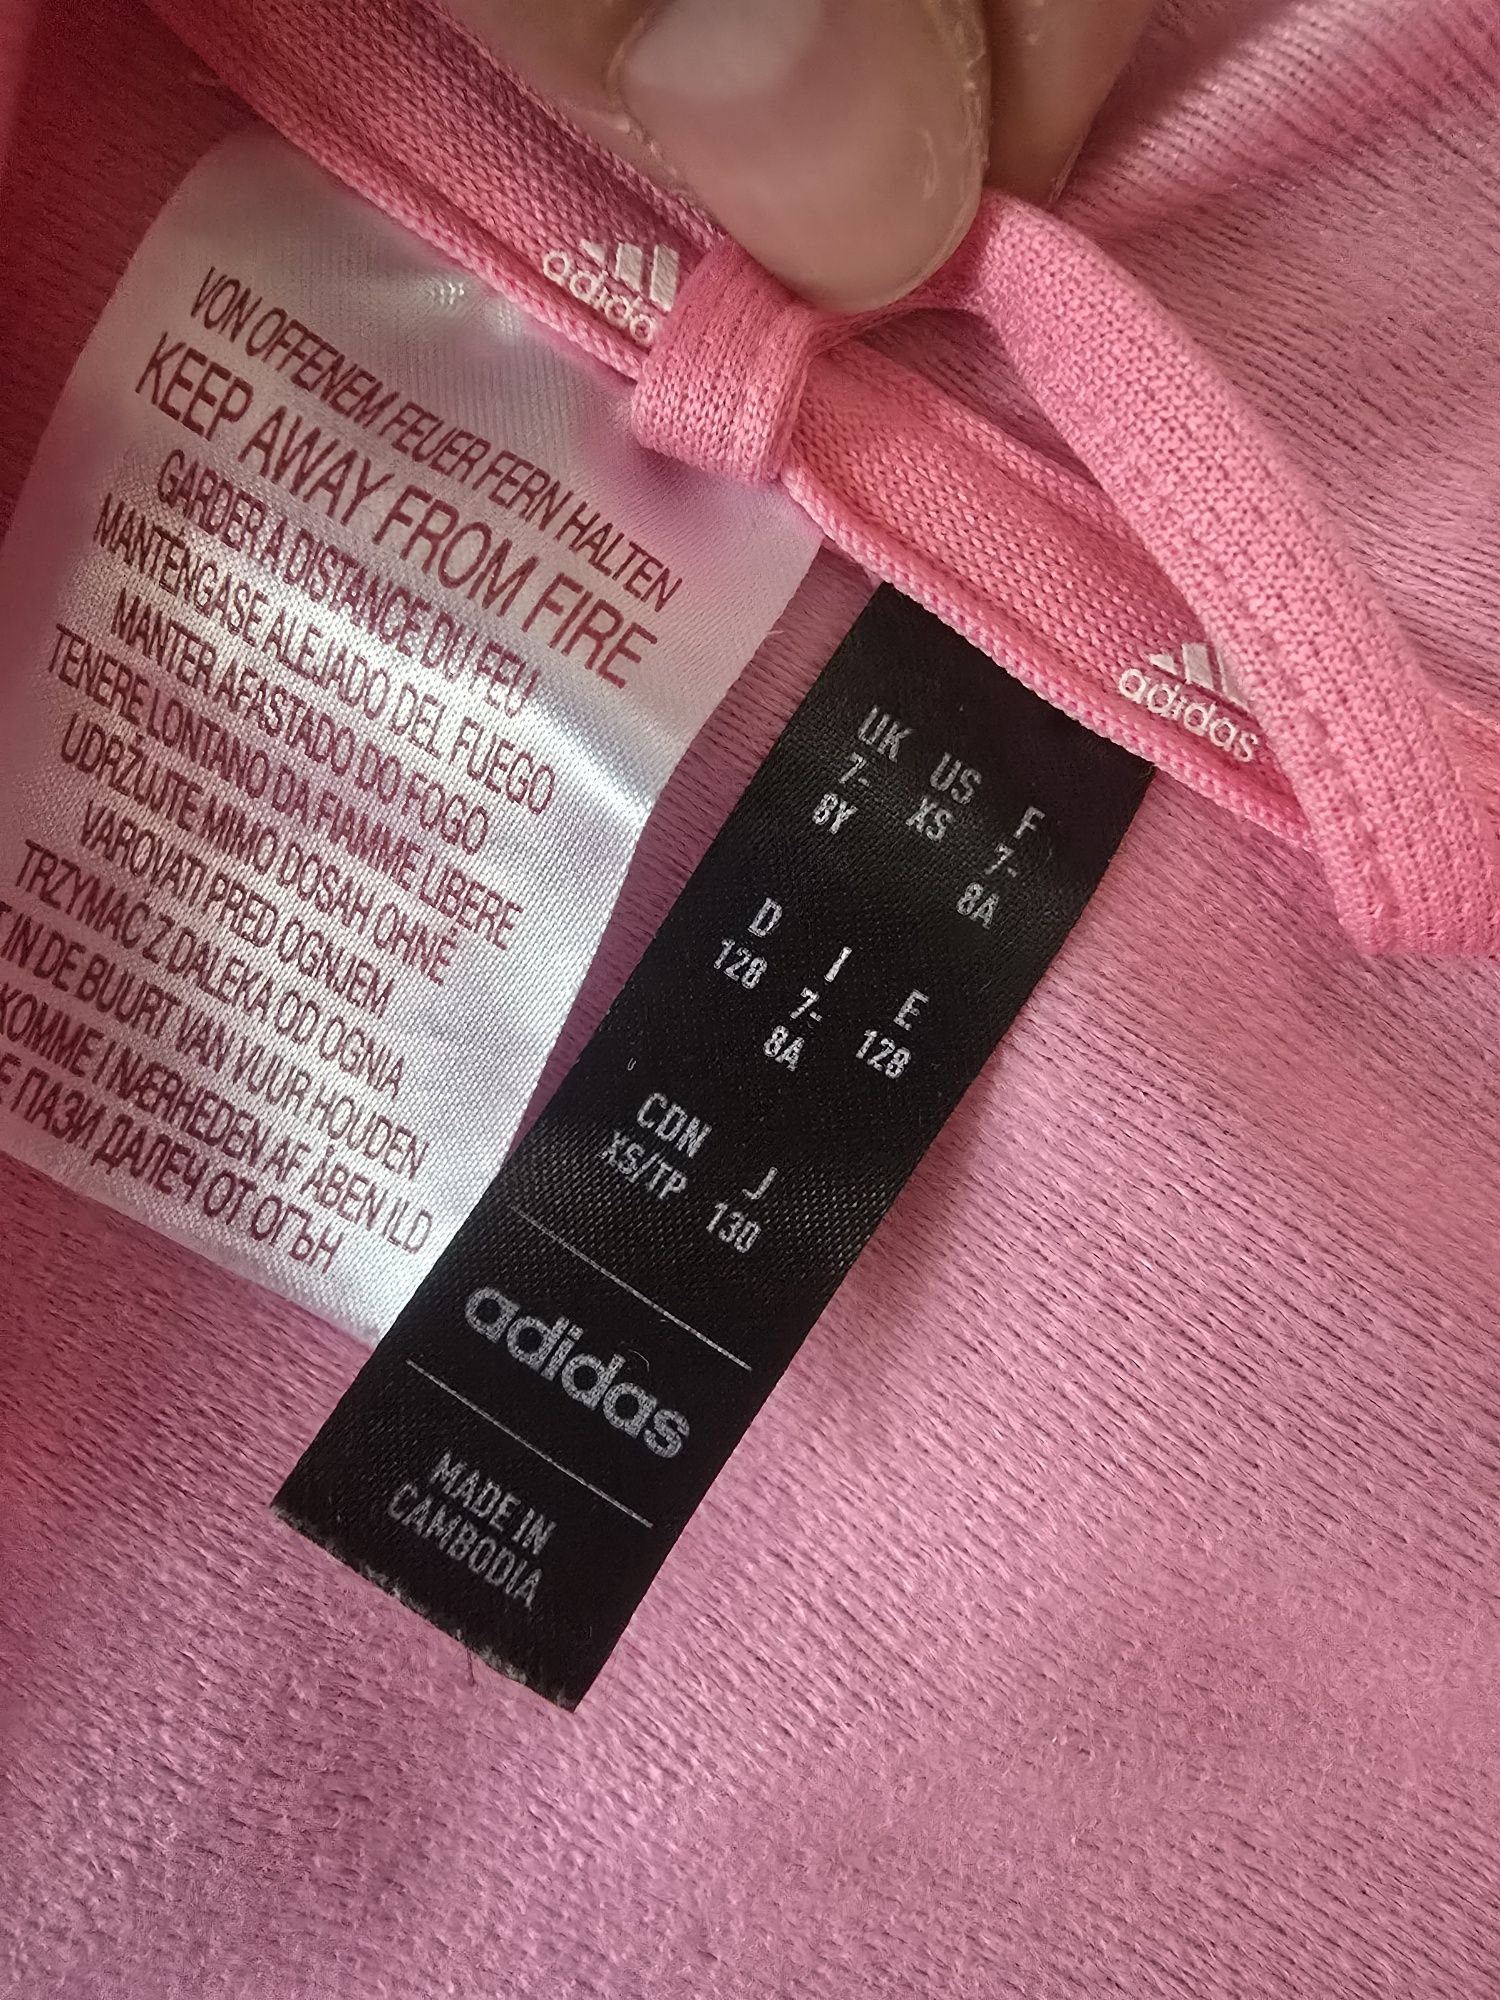 adidas
adidas
VON OFFENEM FEUER FERN HALTEN
KEEP AWAY FROM FIRE
GARDER A DISTANCE DU FEU
MANTENGASE ALEJADO DEL FUEGO
MANTER AFASTADO DO FOGO
TENERE LONTANO DA FIAMME LIBERE
UDRZUJTE MIMO DOSAH OHNĚ
VAROVATI PRED OGNJEM
TRZYMAĆ Z DALEKA OD OGNIA
IN DE BUURT VAN VUUR HOUDEN
KOMME I NÆRHEDEN AF ÅBEN ILD
ПАЗИ ДАЛЕЧ ОТ ОГЪН
UK US F
7- XS 7-
8Y 8A
D I E
128 7- 128
8A
CDN J
XS/TP 130
adidas
MADE IN
CAMBODIA